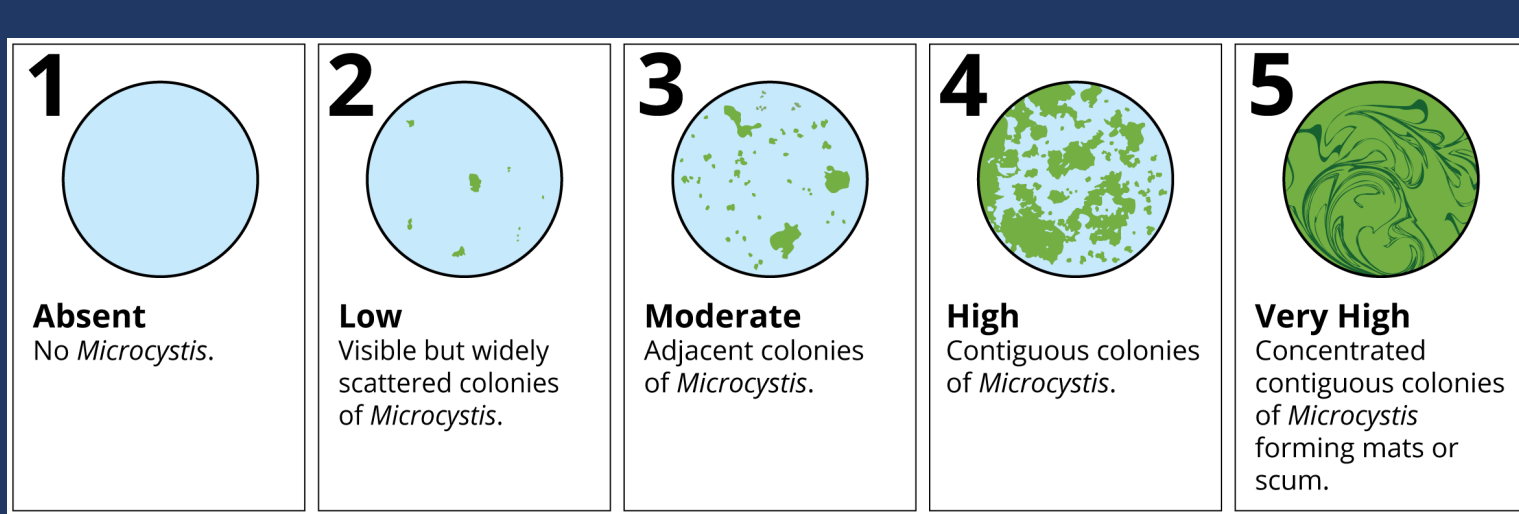 1
Absent
No Microcystis.
2
Low
Visible but widely
scattered colonies
of Microcystis.
3
Moderate
Adjacent colonies
of Microcystis.
4
High
Contiguous colonies
of Microcystis.
5
Very High
Concentrated
contiguous colonies
of Microcystis
forming mats or
scum.